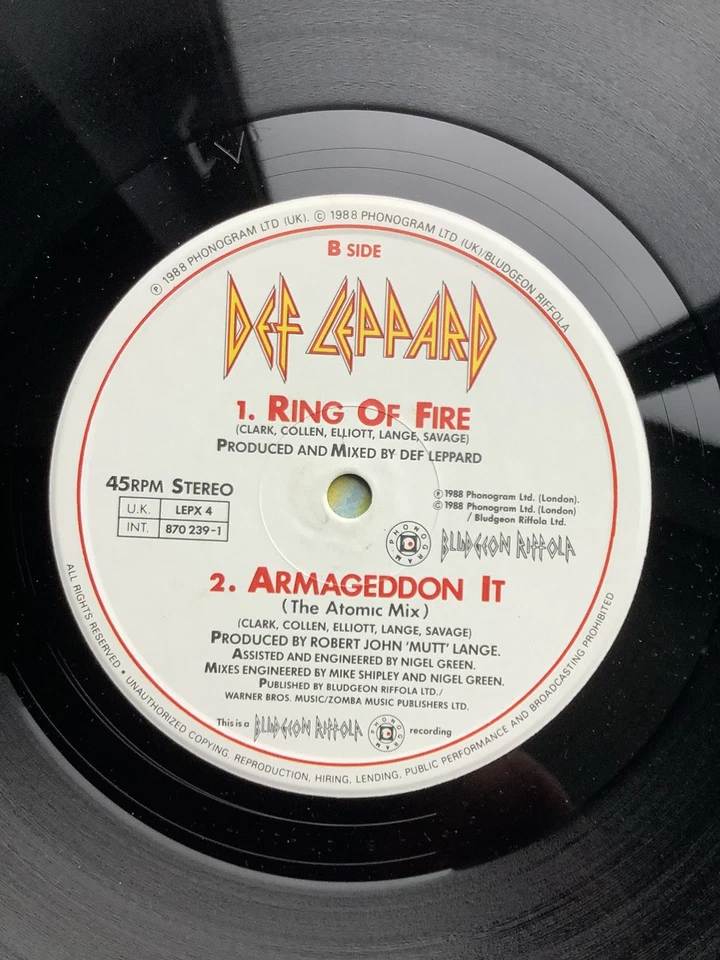 ℗ 1988 PHONOGRAM LTD (UK). © 1988 PHONOGRAM LTD (UK)/BLUDGEON RIFFOLA
B SIDE
DEF LEPPARD
1. RING OF FIRE
(CLARK, COLLEN, ELLIOTT, LANGE, SAVAGE)
PRODUCED AND MIXED BY DEF LEPPARD
45RPM STEREO
U.K. LEPX 4
INT. 870 239-1
℗ 1988 Phonogram Ltd. (London).
© 1988 Phonogram Ltd. (London)
/ Bludgeon Riffola Ltd.
PHONOGRAM
BLUDGEON RIFFOLA
2. ARMAGEDDON IT
(The Atomic Mix)
(CLARK, COLLEN, ELLIOTT, LANGE, SAVAGE)
PRODUCED BY ROBERT JOHN 'MUTT' LANGE.
ASSISTED AND ENGINEERED BY NIGEL GREEN.
MIXES ENGINEERED BY MIKE SHIPLEY AND NIGEL GREEN.
PUBLISHED BY BLUDGEON RIFFOLA LTD./
WARNER BROS. MUSIC/ZOMBA MUSIC PUBLISHERS LTD.
This is a BLUDGEON RIFFOLA PHONOGRAM recording
ALL RIGHTS RESERVED • UNAUTHORIZED COPYING, REPRODUCTION, HIRING, LENDING, PUBLIC PERFORMANCE AND BROADCASTING PROHIBITED